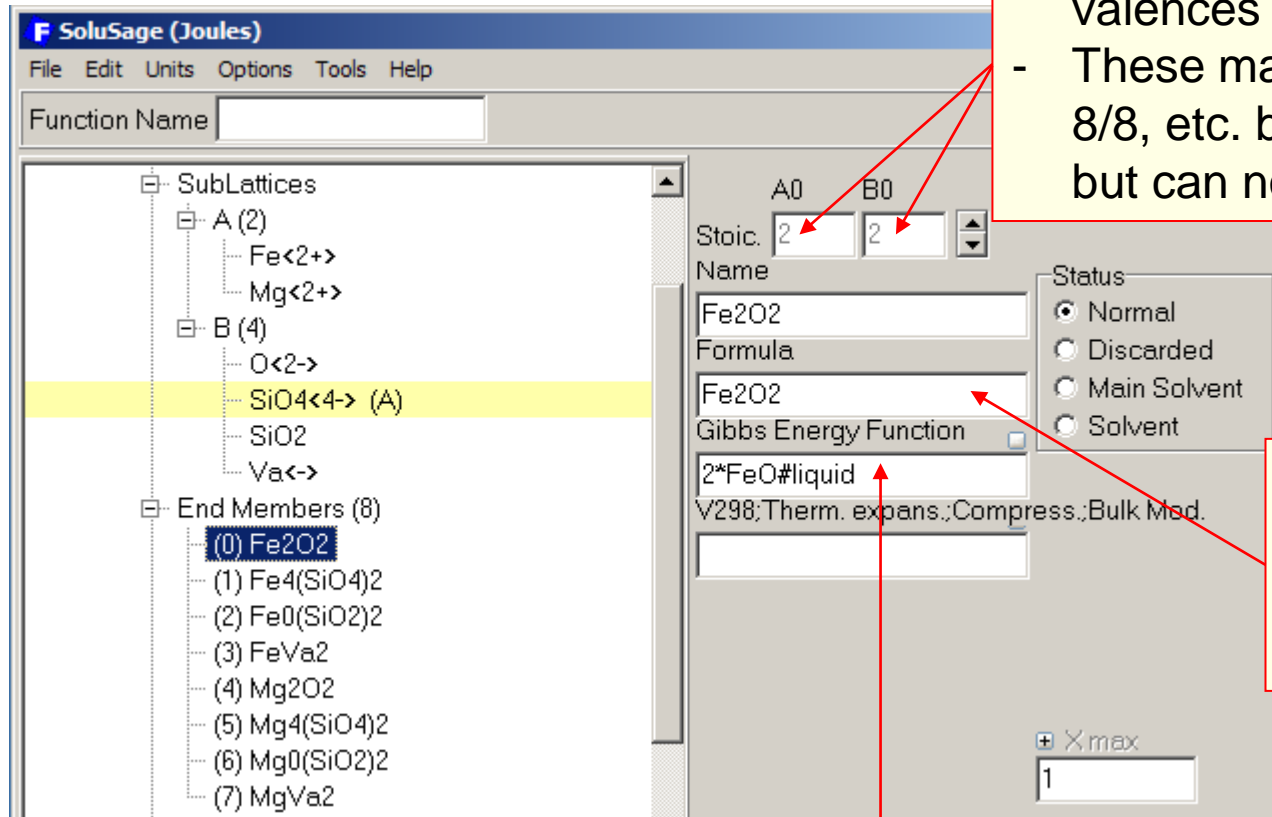 SoluSage (Joules)
File Edit Units Options Tools Help
Function Name
SubLattices
A (2)
Fe<2+>
Mg<2+>
B (4)
O<2->
SiO4<4-> (A)
SiO2
Va<->
End Members (8)
(0) Fe2O2
(1) Fe4(SiO4)2
(2) Fe0(SiO2)2
(3) FeVa2
(4) Mg2O2
(5) Mg4(SiO4)2
(6) Mg0(SiO2)2
(7) MgVa2
A0 B0
Stoic. 2 2
Name
Fe2O2
Formula
Fe2O2
Gibbs Energy Function
2*FeO#liquid
V298;Therm. expans.;Compress.;Bulk Mod.
Status
Normal
Discarded
Main Solvent
Solvent
X max
1
valences
- These
8/8, etc.
but can